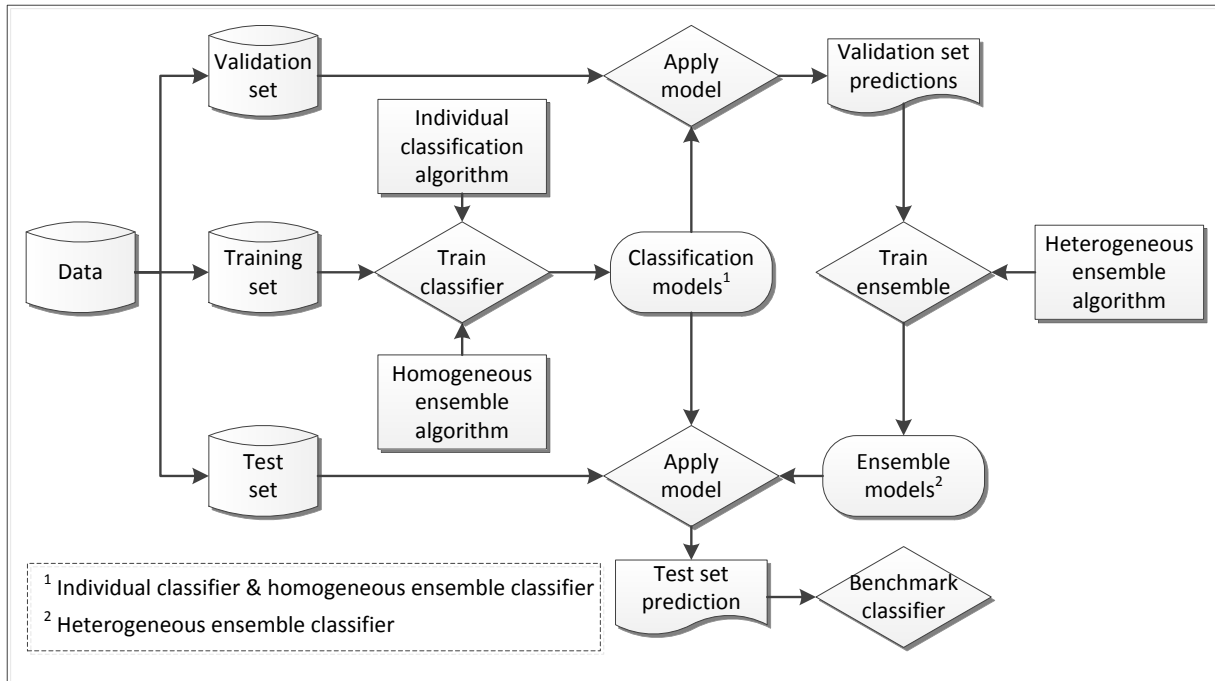 Validation
set
Apply
model
Validation set
predictions
Individual
classification
algorithm
Data
Training
set
Train
classifier
Classification
models¹
Train
ensemble
Heterogeneous
ensemble
algorithm
Homogeneous
ensemble
algorithm
Test
set
Apply
model
Ensemble
models²
Test set
prediction
Benchmark
classifier
¹ Individual classifier & homogeneous ensemble classifier
² Heterogeneous ensemble classifier